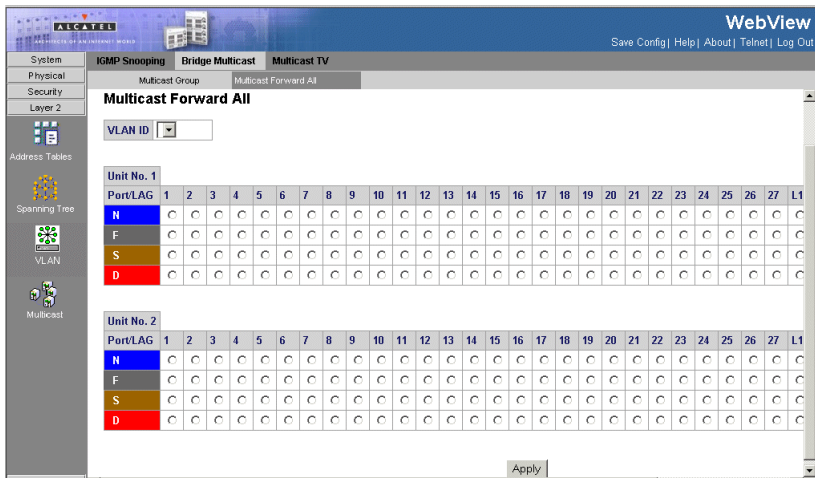 ALCATEL
ARCHITECTS OF AN INTERNET WORLD
WebView
Save Config| Help| About| Telnet| Log Out
System
Physical
Security
Layer 2
Address Tables
Spanning Tree
VLAN
Multicast
IGMP Snooping Bridge Multicast Multicast TV
Multicast Group Multicast Forward All
Multicast Forward All
VLAN ID
Unit No. 1
Port/LAG 1 2 3 4 5 6 7 8 9 10 11 12 13 14 15 16 17 18 19 20 21 22 23 24 25 26 27 L1
N
F
S
D
Unit No. 2
Port/LAG 1 2 3 4 5 6 7 8 9 10 11 12 13 14 15 16 17 18 19 20 21 22 23 24 25 26 27 L1
N
F
S
D
Apply